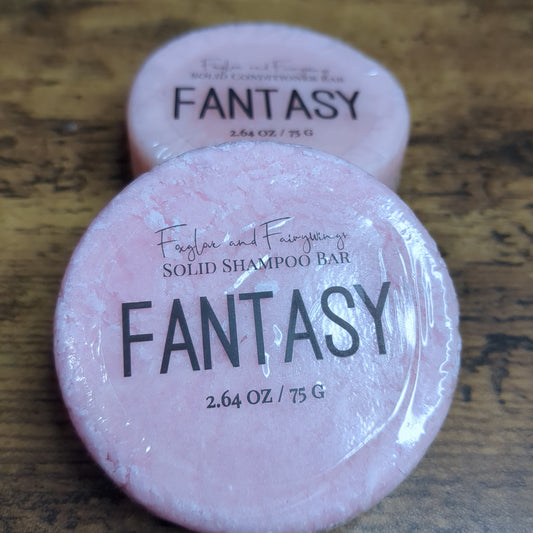 Foxglove and Fairywings
SOLID CONDITIONER BAR
FANTASY
2.64 OZ / 75 G
Foxglove and Fairywings
SOLID SHAMPOO BAR
FANTASY
2.64 OZ / 75 G